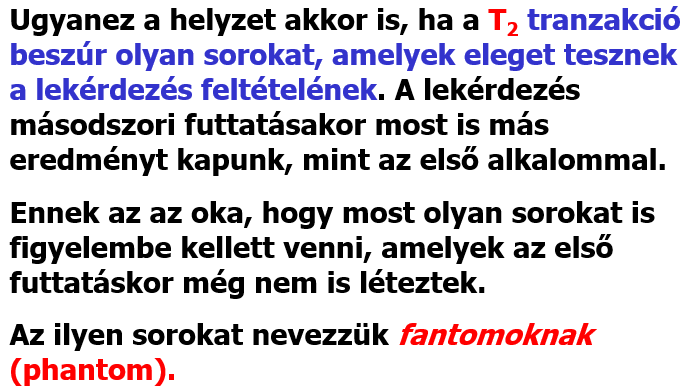 Ugyanez a helyzet akkor is, ha a T₂ tranzakció
beszúr olyan sorokat, amelyek eleget tesznek
a lekérdezés feltételének. A lekérdezés
másodszori futtatásakor most is más
eredményt kapunk, mint az első alkalommal.
Ennek az az oka, hogy most olyan sorokat is
figyelembe kellett venni, amelyek az első
futtatáskor még nem is léteztek.
Az ilyen sorokat nevezzük fantomoknak
(phantom).